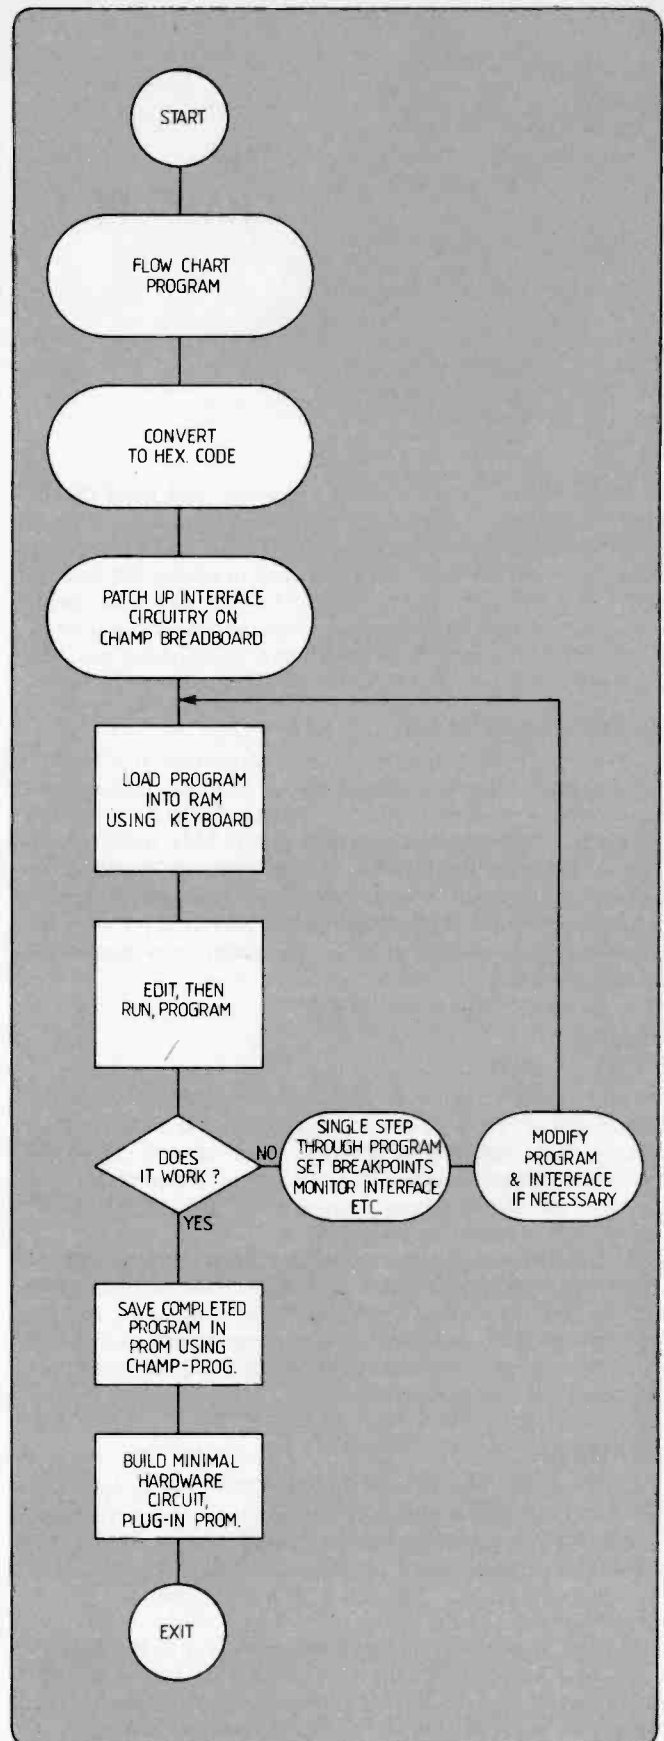 START
FLOW CHART
PROGRAM
CONVERT
TO HEX. CODE
PATCH UP INTERFACE
CIRCUITRY ON
CHAMP BREADBOARD
LOAD PROGRAM
INTO RAM
USING KEYBOARD
EDIT, THEN
RUN, PROGRAM
DOES
IT WORK ?
NO
SINGLE STEP
THROUGH PROGRAM
SET BREAKPOINTS
MONITOR INTERFACE
ETC.
MODIFY
PROGRAM
& INTERFACE
IF NECESSARY
YES
SAVE COMPLETED
PROGRAM IN
PROM USING
CHAMP-PROG.
BUILD MINIMAL
HARDWARE
CIRCUIT,
PLUG-IN PROM.
EXIT